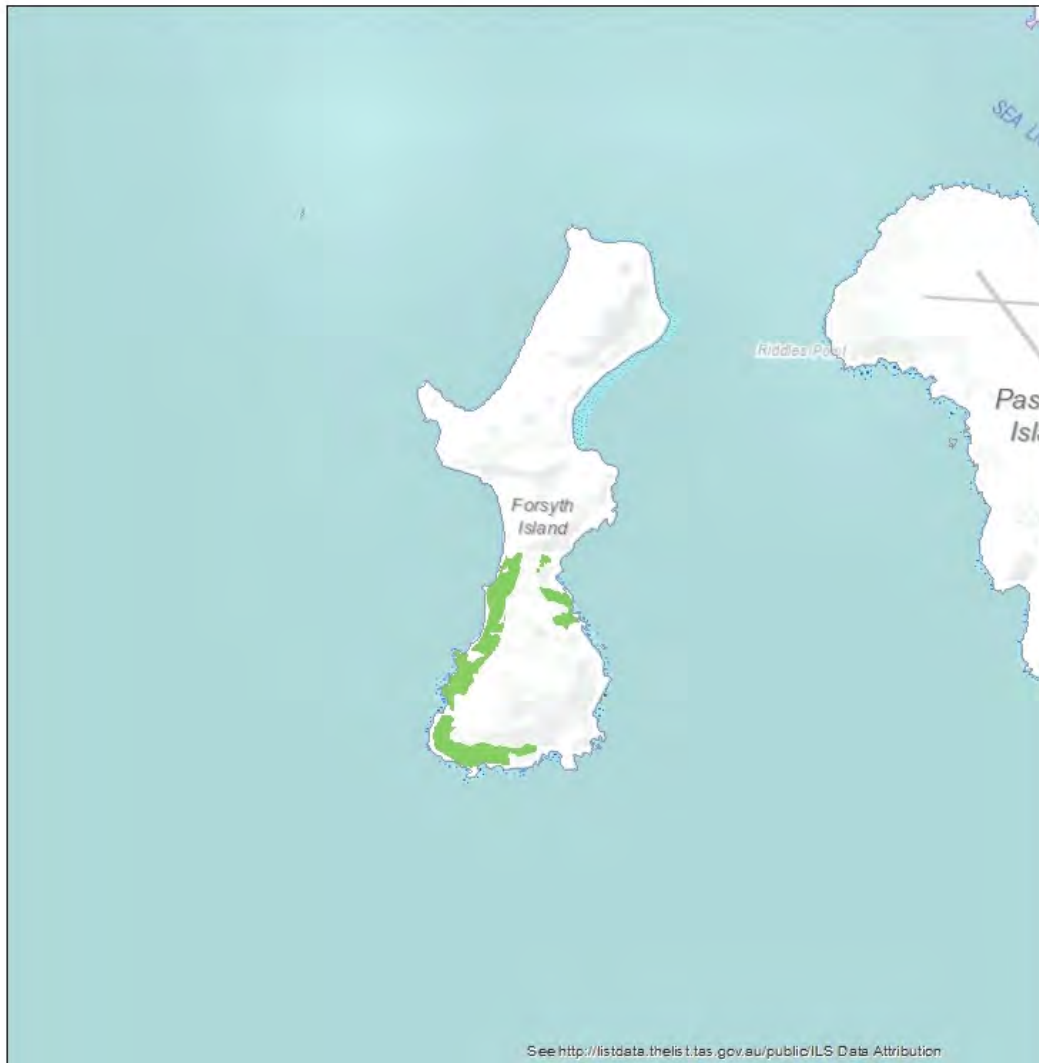 SEA
Riddles Point
Pas
Isl
Forsyth
Island
See http://listdata.thelist.tas.gov.au/public/ILS Data Attribution